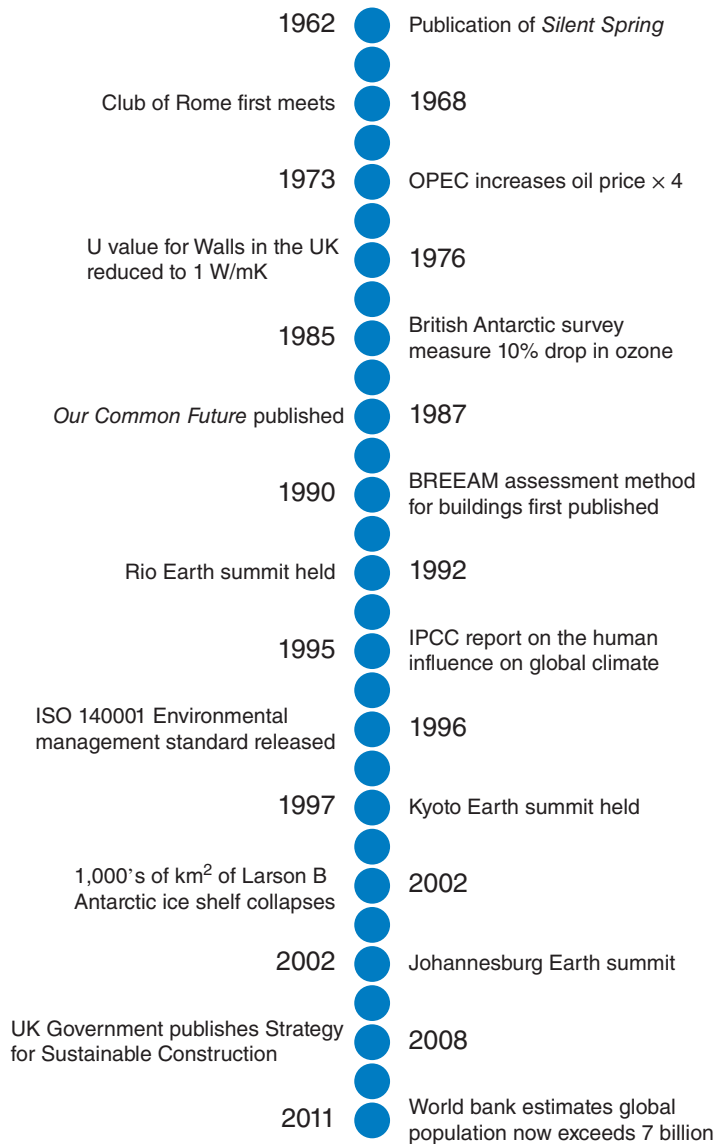 1962 Publication of Silent Spring
Club of Rome first meets 1968
1973 OPEC increases oil price × 4
U value for Walls in the UK
reduced to 1 W/mK
1976
1985
British Antarctic survey
measure 10% drop in ozone
Our Common Future published 1987
1990
BREEAM assessment method
for buildings first published
Rio Earth summit held 1992
1995
IPCC report on the human
influence on global climate
ISO 140001 Environmental
management standard released
1996
1997 Kyoto Earth summit held
1,000's of km² of Larson B
Antarctic ice shelf collapses
2002
2002 Johannesburg Earth summit
UK Government publishes Strategy
for Sustainable Construction
2008
2011
World bank estimates global
population now exceeds 7 billion